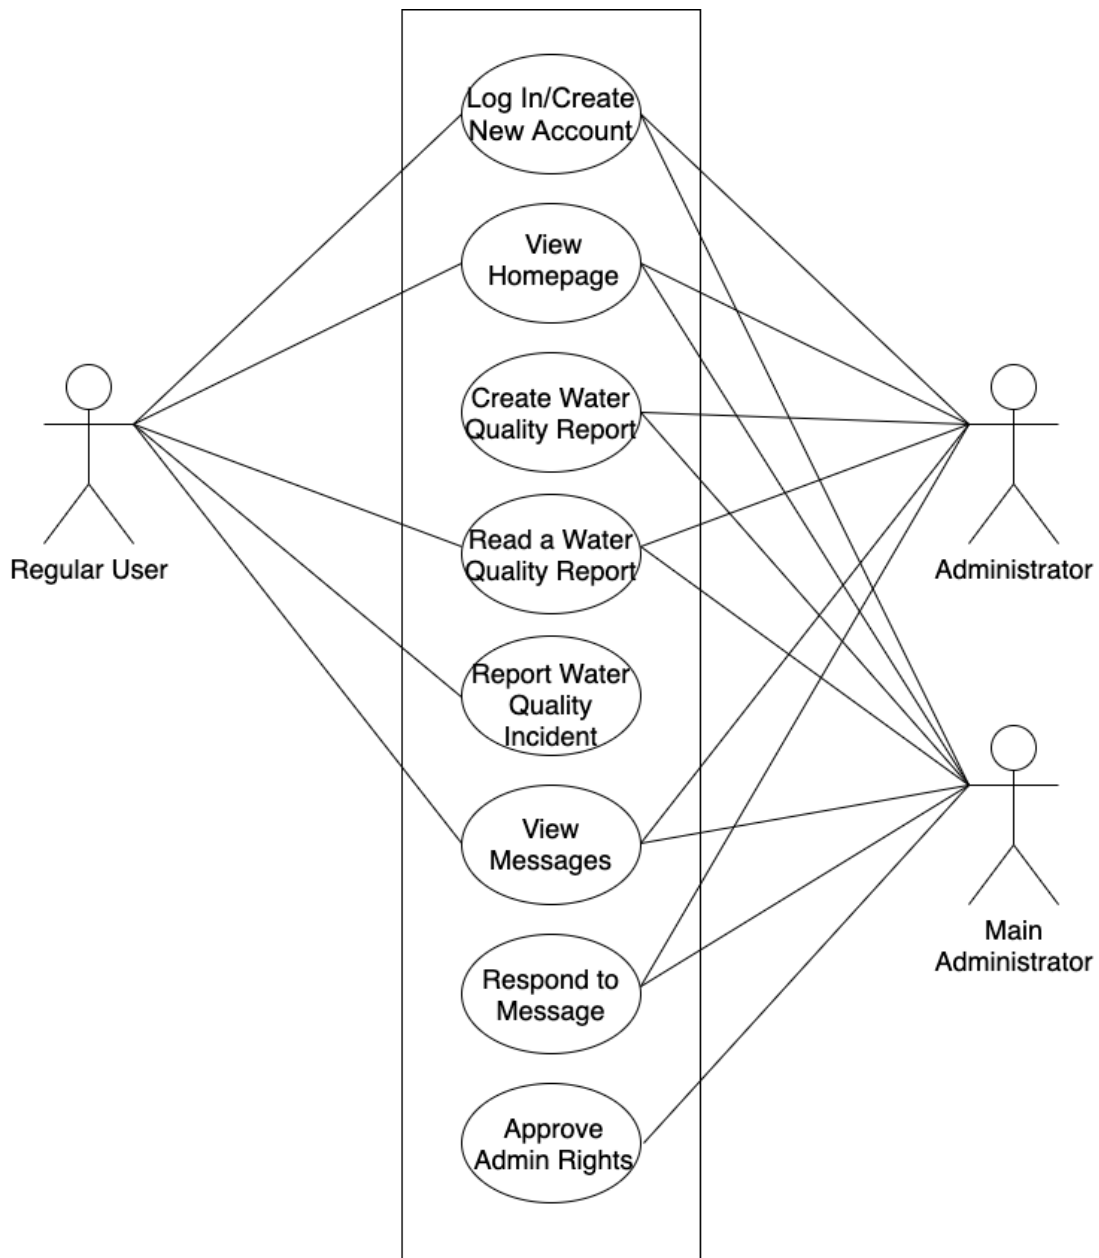 Log In/Create
New Account
View
Homepage
Create Water
Quality Report
Read a Water
Quality Report
Regular User
Administrator
Report Water
Quality
Incident
View
Messages
Main
Administrator
Respond to
Message
Approve
Admin Rights